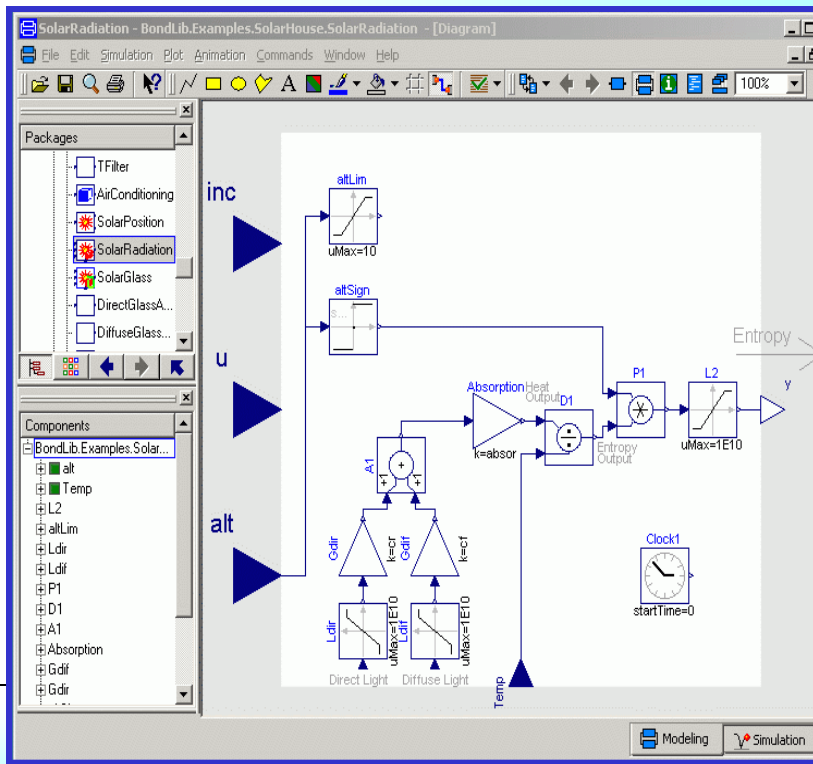 SolarRadiation - BondLib.Examples.SolarHouse.SolarRadiation - [Diagram]
File Edit Simulation Plot Animation Commands Window Help
100%
Packages
TFilter
AirConditioning
SolarPosition
SolarRadiation
SolarGlass
DirectGlassA...
DiffuseGlass...
Components
BondLib.Examples.Solar...
alt
Temp
L2
altLim
Ldir
Ldif
P1
D1
A1
Absorption
Gdif
Gdir
inc
u
alt
altLim
uMax=10
altSign
s...
Entropy
y
P1
L2
uMax=1E10
Absorption
k=absor
Heat
Output
D1
Entropy
Output
A1
+1
+
+1
Gdir
k=cr
Gdif
k=cf
Ldir
uMax=1E10
Ldif
uMax=1E10
Direct Light
Diffuse Light
Temp
Clock1
startTime=0
Modeling
Simulation